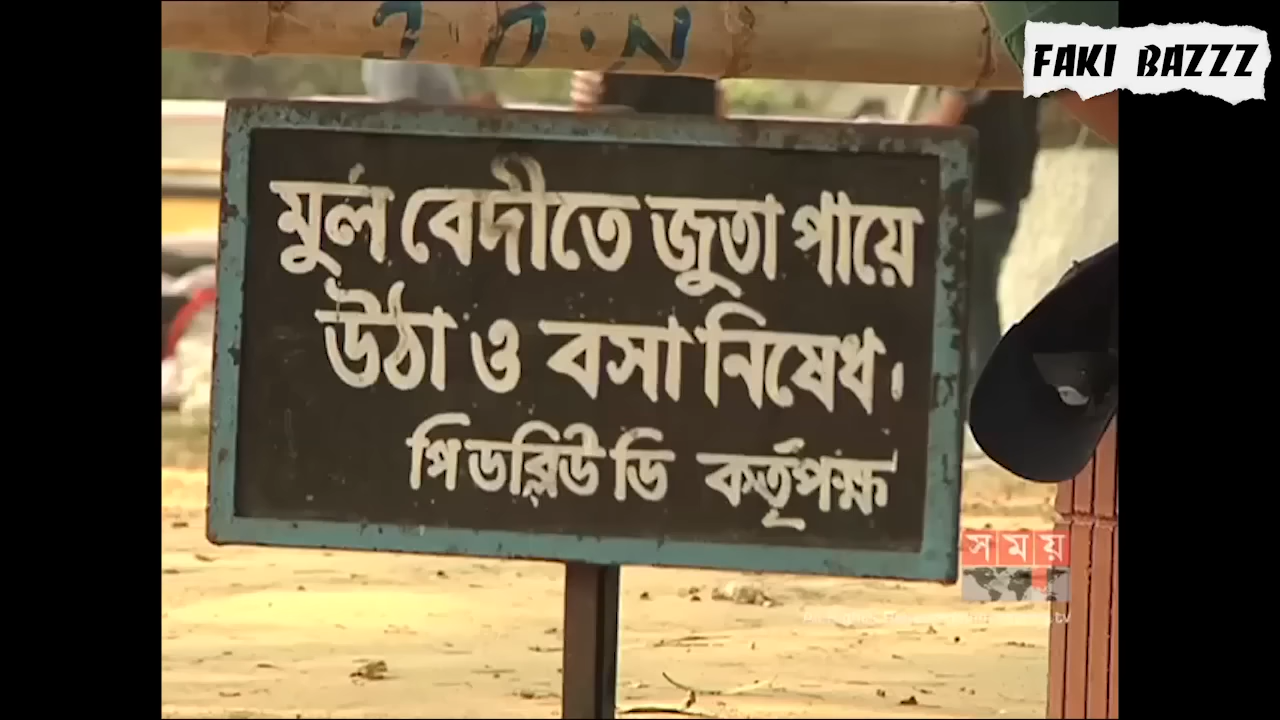 J.D.N
FAKI BAZZZ
মুর্ল বেদীতে জুতা পায়ে
উঠা ও বসা নিষেধ।
পি ডব্লিউ ডি কর্তৃপক্ষ
সময়